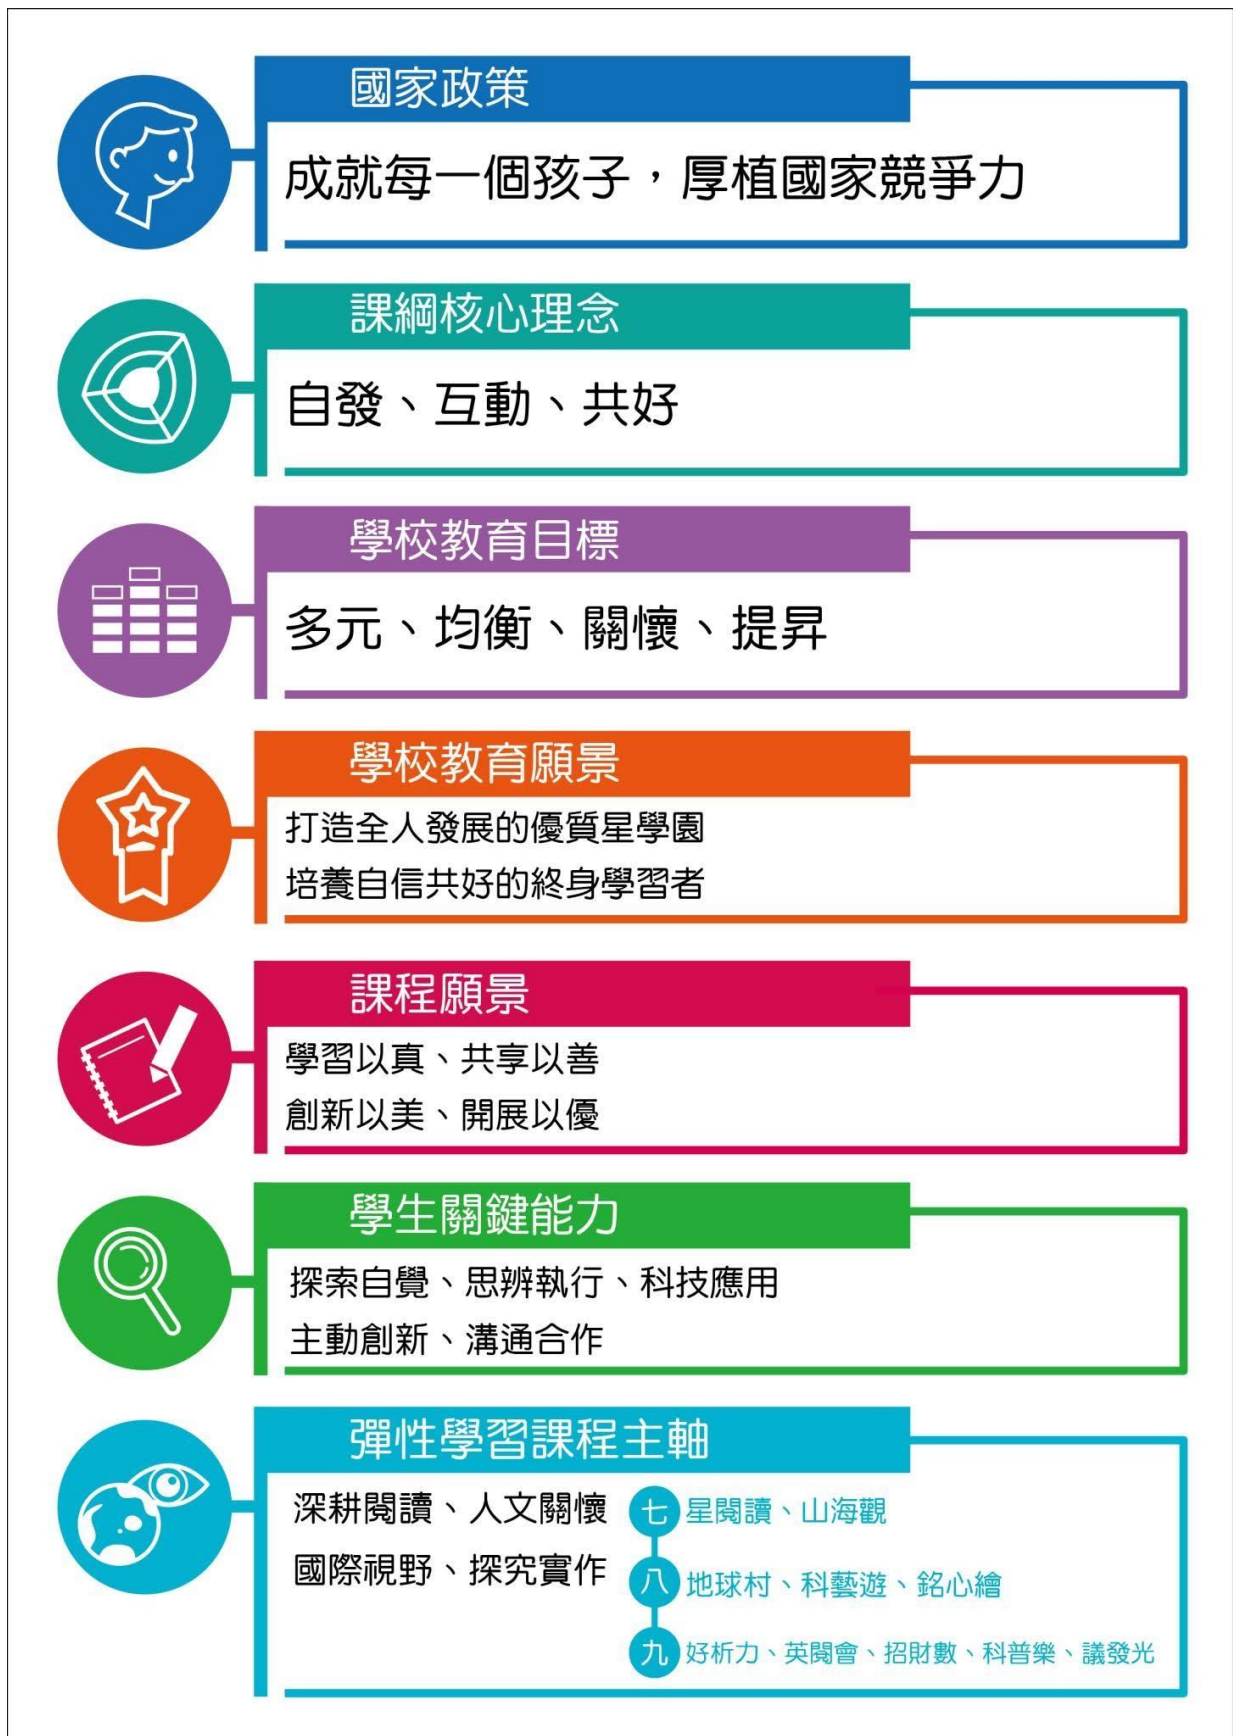 國家政策
成就每一個孩子，厚植國家競爭力
課綱核心理念
自發、互動、共好
學校教育目標
多元、均衡、關懷、提昇
學校教育願景
打造全人發展的優質星學園
培養自信共好的終身學習者
課程願景
學習以真、共享以善
創新以美、開展以優
學生關鍵能力
探索自覺、思辨執行、科技應用
主動創新、溝通合作
彈性學習課程主軸
深耕閱讀、人文關懷
國際視野、探究實作
七 星閱讀、山海觀
八 地球村、科藝遊、銘心繪
九 好析力、英閱會、招財數、科普樂、議發光